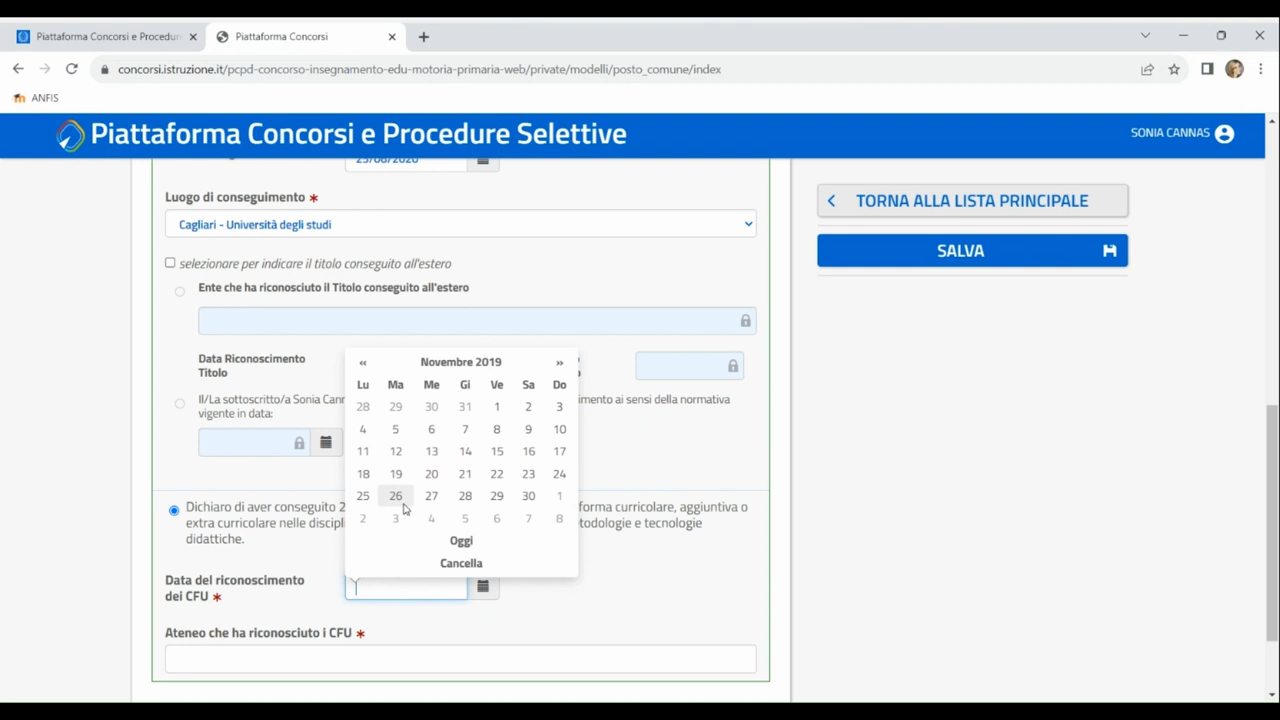 Piattaforma Concorsi e Procedur
Piattaforma Concorsi
concorsi.istruzione.it/pcpd-concorso-insegnamento-edu-motoria-primaria-web/private/modelli/posto_comune/index
ANFIS
Piattaforma Concorsi e Procedure Selettive
SONIA CANNAS
25/06/2020
Luogo di conseguimento *
Cagliari - Università degli studi
selezionare per indicare il titolo conseguito all'estero
Ente che ha riconosciuto il Titolo conseguito all'estero
Data Riconoscimento
Titolo
Il/La sottoscritto/a Sonia Cann
imento ai sensi della normativa
vigente in data:
« Novembre 2019 »
Lu Ma Me Gi Ve Sa Do
28 29 30 31 1 2 3
4 5 6 7 8 9 10
11 12 13 14 15 16 17
18 19 20 21 22 23 24
25 26 27 28 29 30 1
2 3 4 5 6 7 8
Oggi
Cancella
Dichiaro di aver conseguito 2
forma curricolare, aggiuntiva o
extra curricolare nelle discipli
todologie e tecnologie
didattiche.
Data del riconoscimento
dei CFU *
Ateneo che ha riconosciuto i CFU *
TORNA ALLA LISTA PRINCIPALE
SALVA